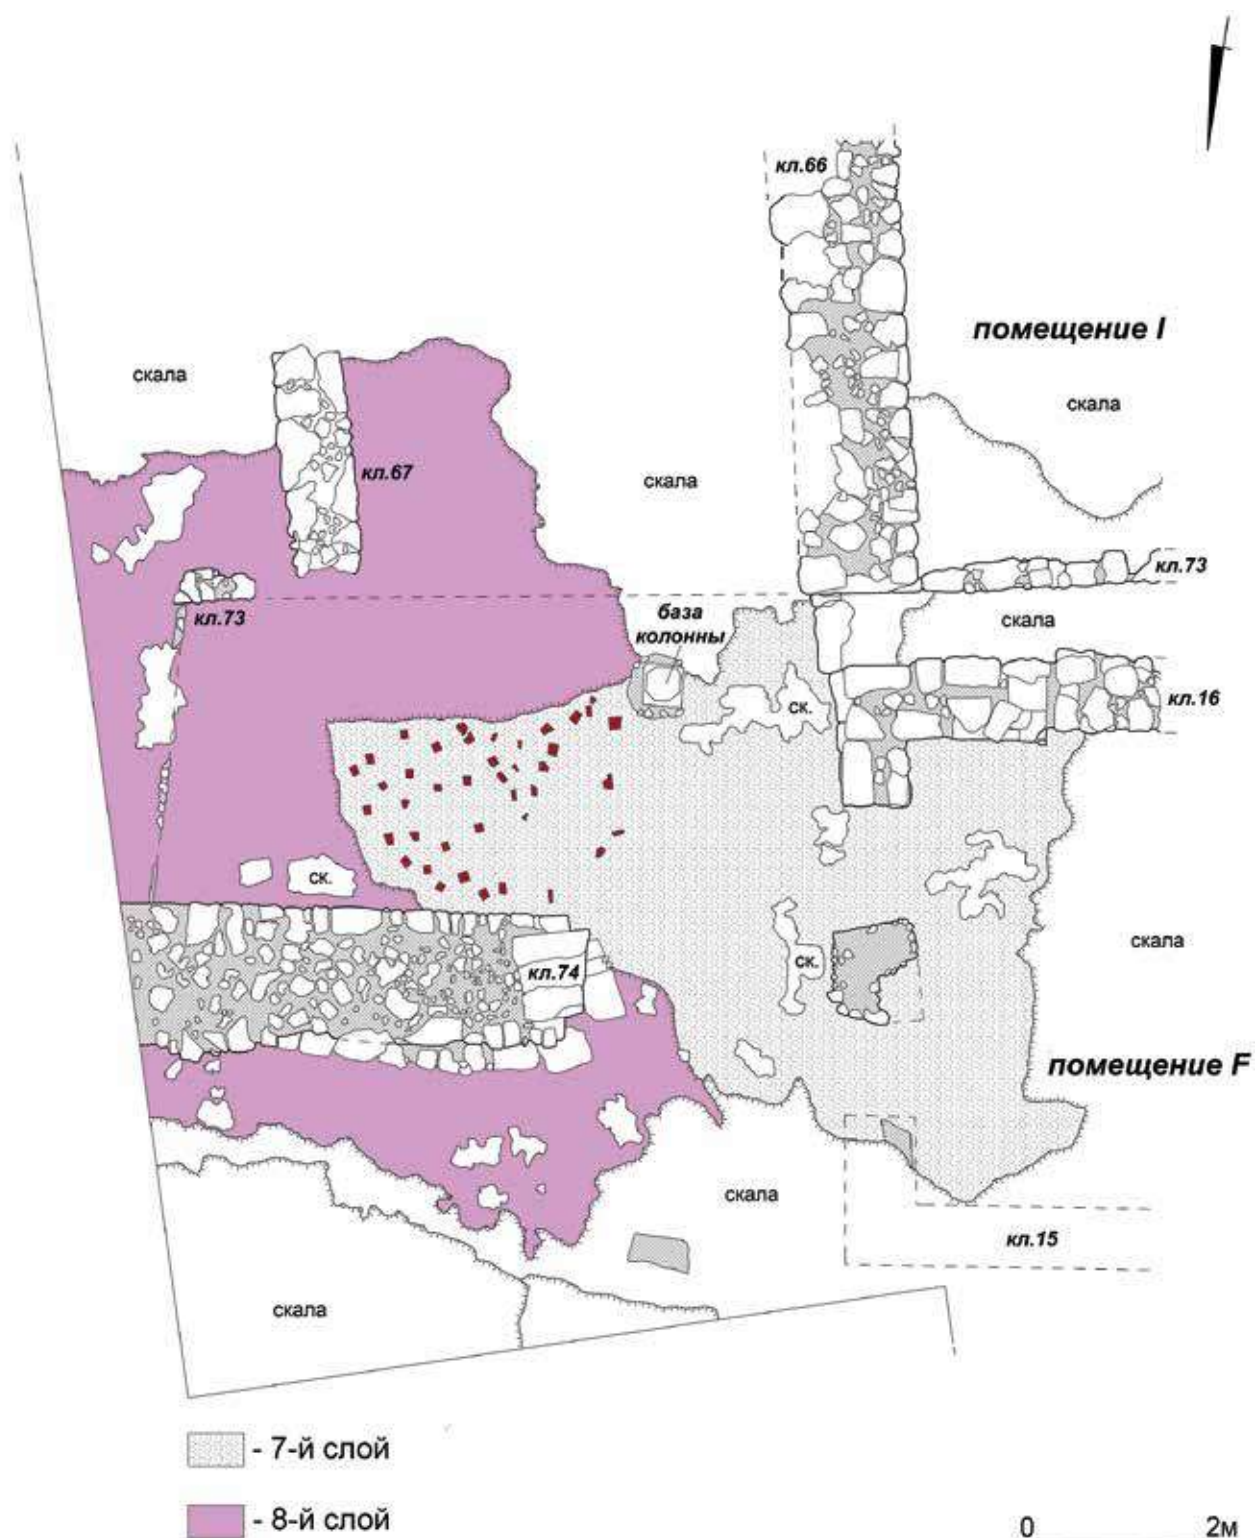 кл.66
помещение I
скала
скала
кл.67
скала
кл.73
кл.73
база
колонны
скала
кл.16
ск.
ск.
скала
ск.
кл.74
помещение F
скала
кл.15
скала
- 7-й слой
- 8-й слой
0 2м